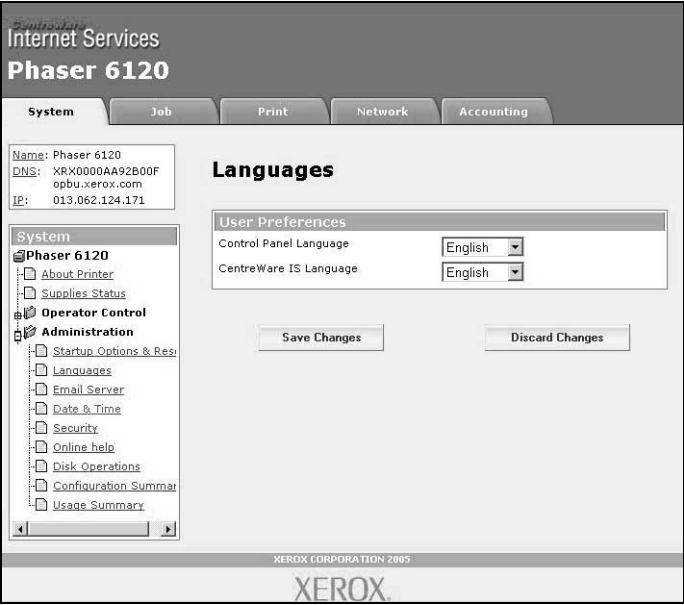 CentreWare
Internet Services
Phaser 6120
System
Job
Print
Network
Accounting
Name: Phaser 6120
DNS: XRX0000AA92B00F
opbu.xerox.com
IP: 013.062.124.171
System
Phaser 6120
About Printer
Supplies Status
Operator Control
Administration
Startup Options & Res
Languages
Email Server
Date & Time
Security
Online help
Disk Operations
Configuration Summar
Usage Summary
Languages
User Preferences
Control Panel Language English
CentreWare IS Language English
Save Changes
Discard Changes
XEROX CORPORATION 2005
XEROX.